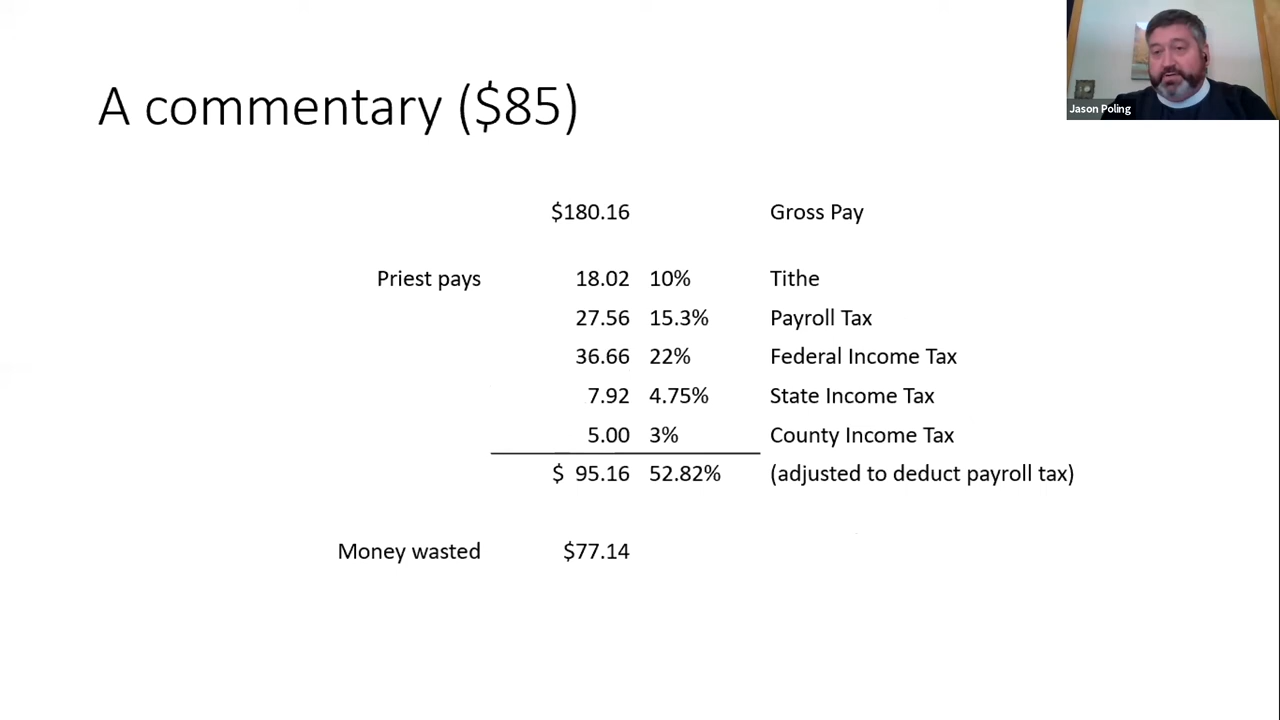 Jason Poling
A commentary ($85)
$180.16 Gross Pay
Priest pays 18.02 10% Tithe
27.56 15.3% Payroll Tax
36.66 22% Federal Income Tax
7.92 4.75% State Income Tax
5.00 3% County Income Tax
$ 95.16 52.82% (adjusted to deduct payroll tax)
Money wasted $77.14